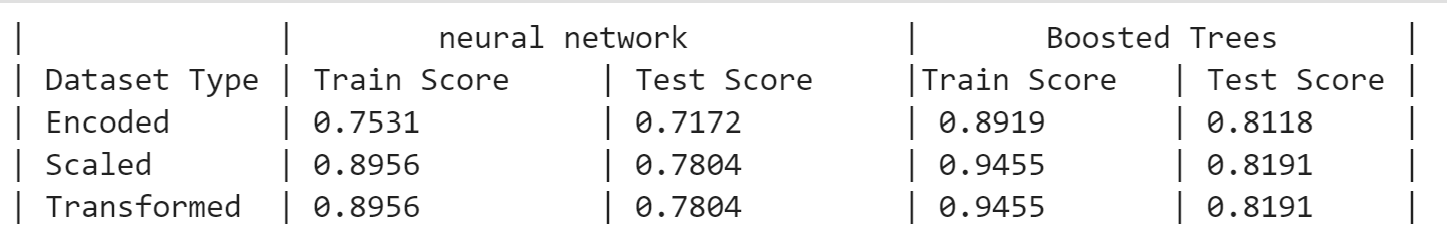 | | neural network | Boosted Trees |
| Dataset Type | Train Score | Test Score |Train Score | Test Score |
| Encoded | 0.7531 | 0.7172 | 0.8919 | 0.8118 |
| Scaled | 0.8956 | 0.7804 | 0.9455 | 0.8191 |
| Transformed | 0.8956 | 0.7804 | 0.9455 | 0.8191 |